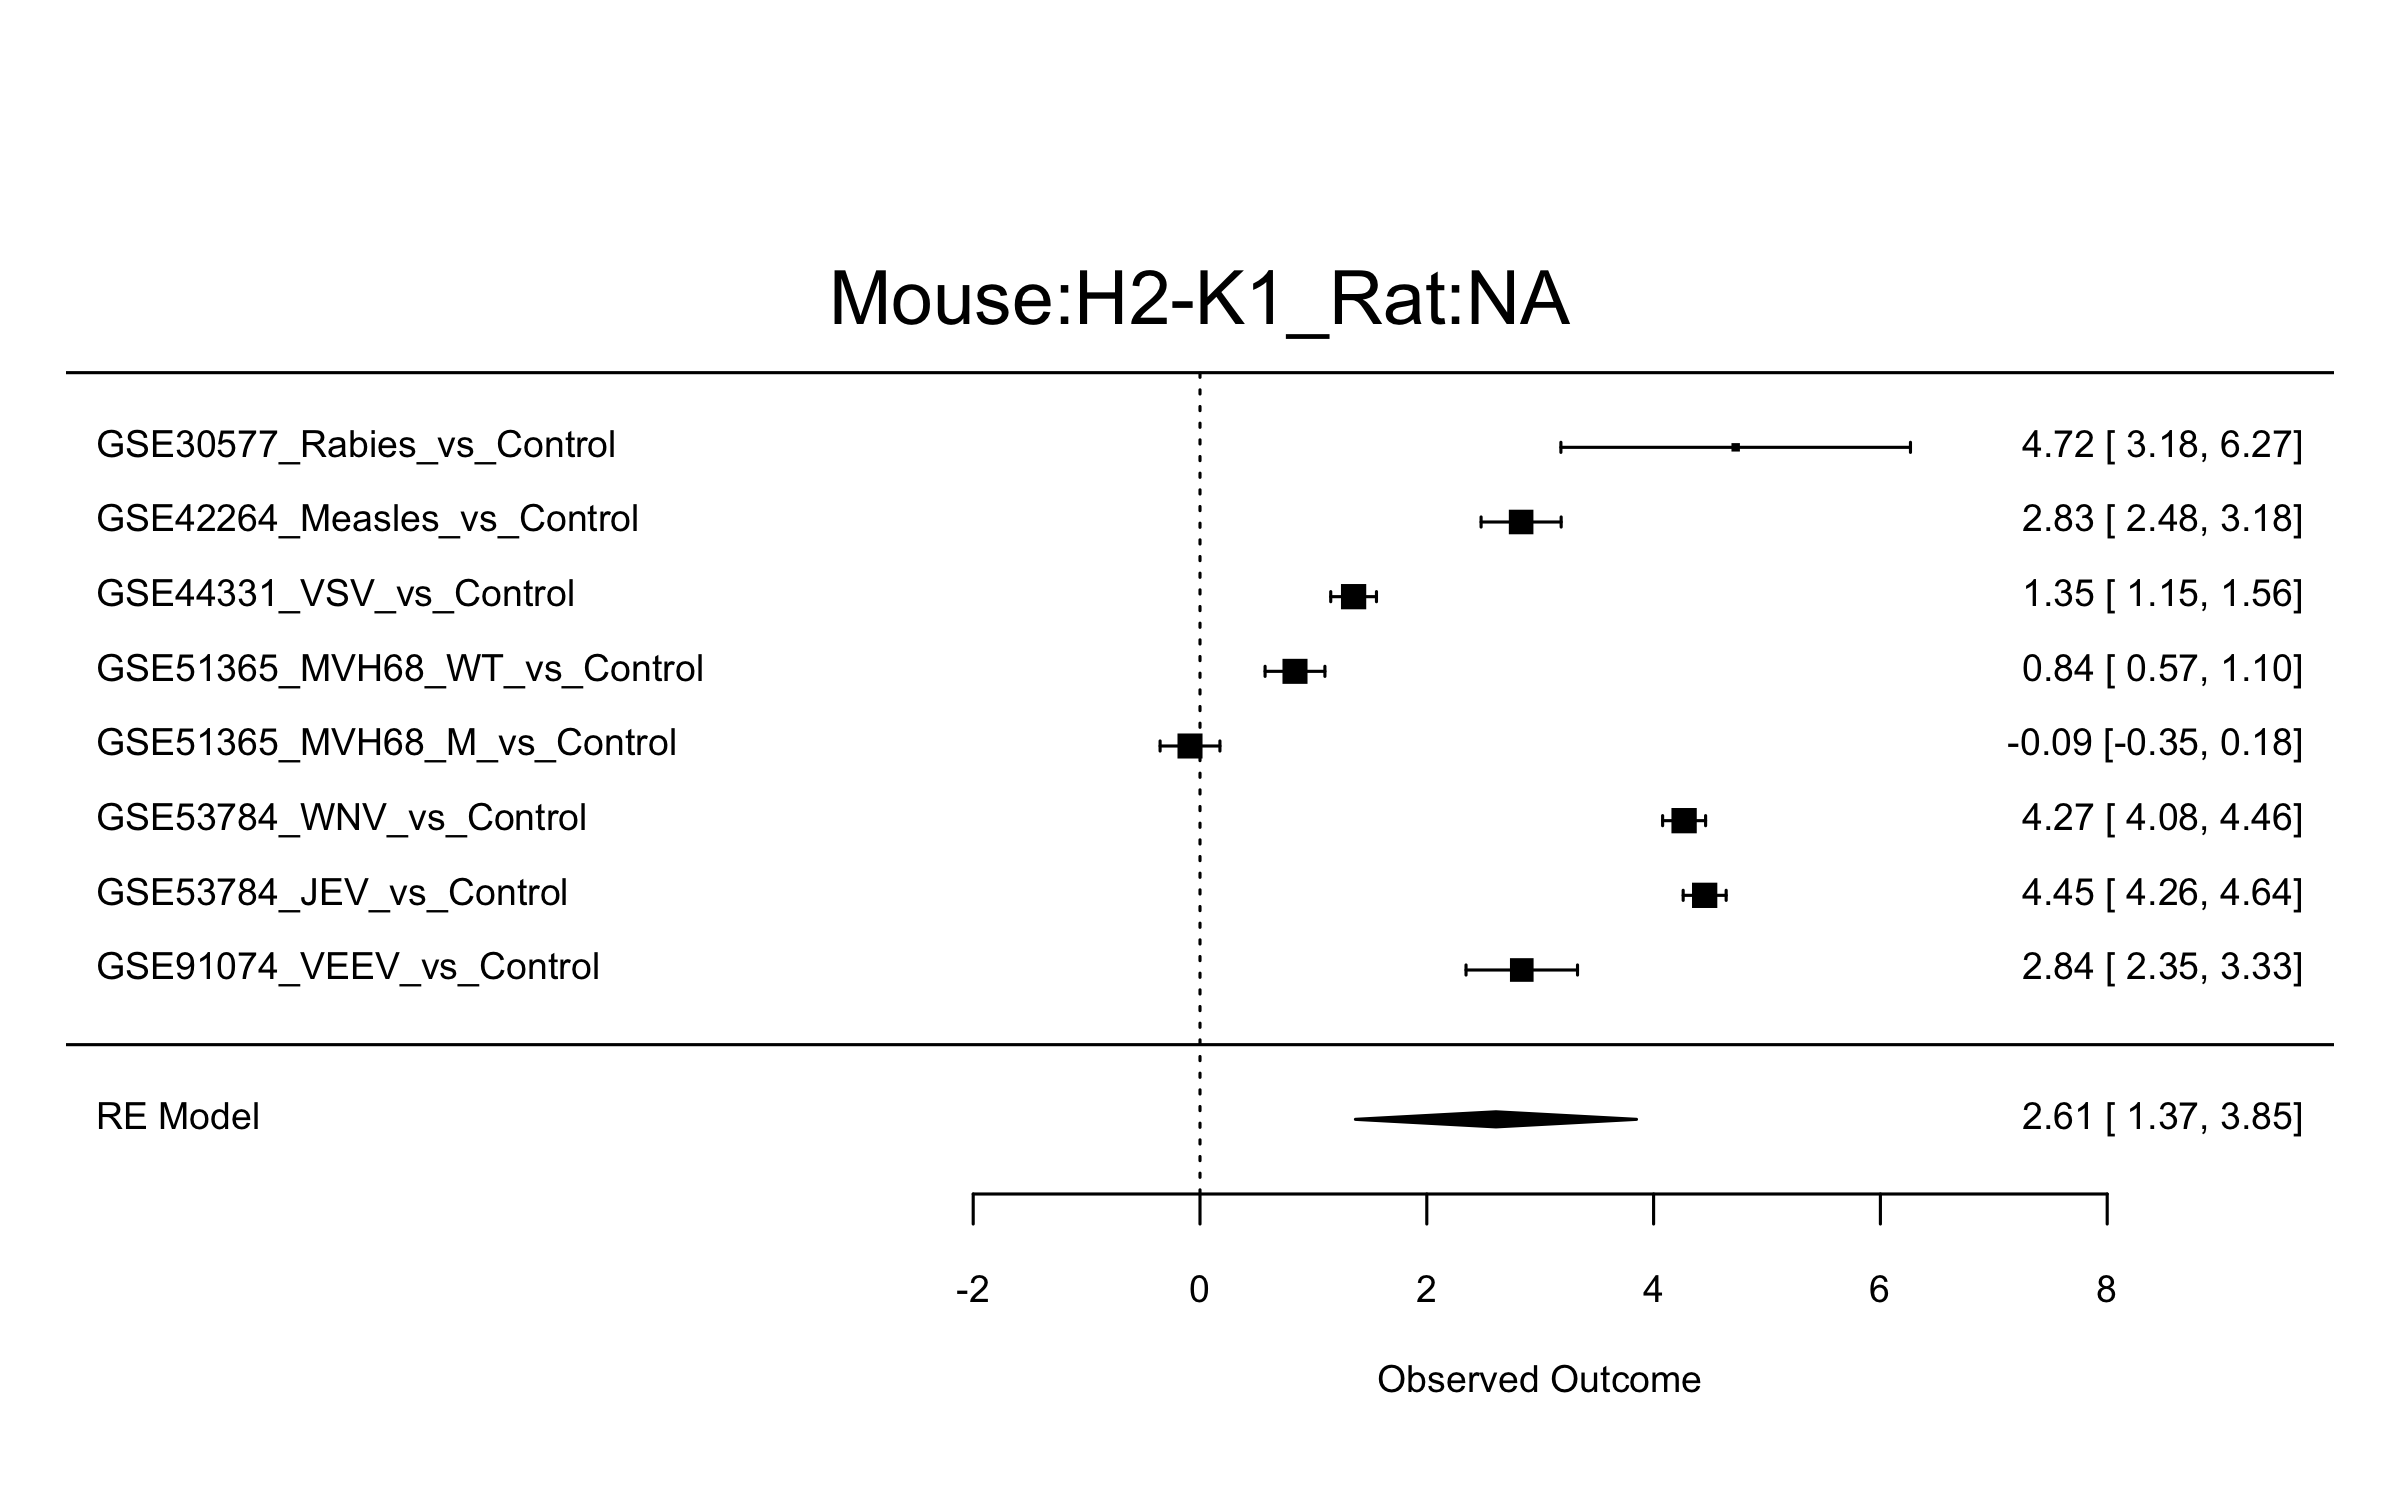 Mouse:H2-K1_Rat:NA
GSE30577_Rabies_vs_Control 4.72 [ 3.18, 6.27]
GSE42264_Measles_vs_Control 2.83 [ 2.48, 3.18]
GSE44331_VSV_vs_Control 1.35 [ 1.15, 1.56]
GSE51365_MVH68_WT_vs_Control 0.84 [ 0.57, 1.10]
GSE51365_MVH68_M_vs_Control -0.09 [-0.35, 0.18]
GSE53784_WNV_vs_Control 4.27 [ 4.08, 4.46]
GSE53784_JEV_vs_Control 4.45 [ 4.26, 4.64]
GSE91074_VEEV_vs_Control 2.84 [ 2.35, 3.33]
RE Model 2.61 [ 1.37, 3.85]
-2 0 2 4 6 8
Observed Outcome